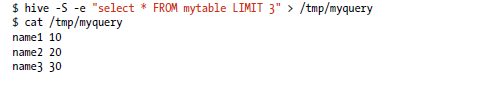 $ hive -S -e "select * FROM mytable LIMIT 3" > /tmp/myquery
$ cat /tmp/myquery
name1 10
name2 20
name3 30